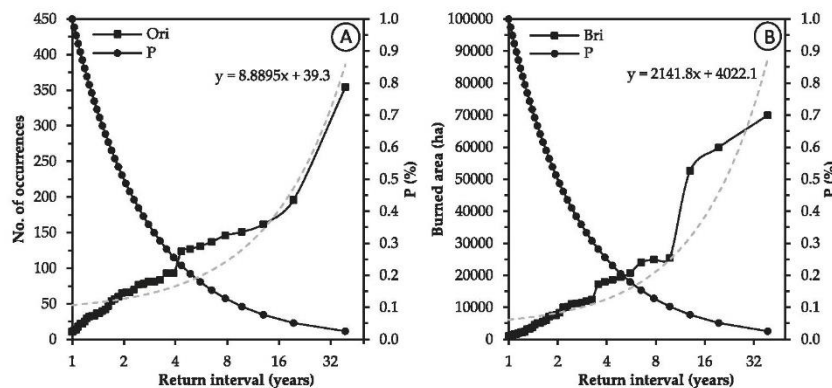 450
400
350
300
250
200
150
100
50
0
No. of occurrences
Ori
P
A
y = 8.8895x + 39.3
1.0
0.9
0.8
0.7
0.6
0.5
0.4
0.3
0.2
0.1
0.0
P (%)
1 2 4 8 16 32
Return interval (years)
100000
90000
80000
70000
60000
50000
40000
30000
20000
10000
0
Burned area (ha)
Bri
P
B
y = 2141.8x + 4022.1
1.0
0.9
0.8
0.7
0.6
0.5
0.4
0.3
0.2
0.1
0.0
P (%)
1 2 4 8 16 32
Return interval (years)